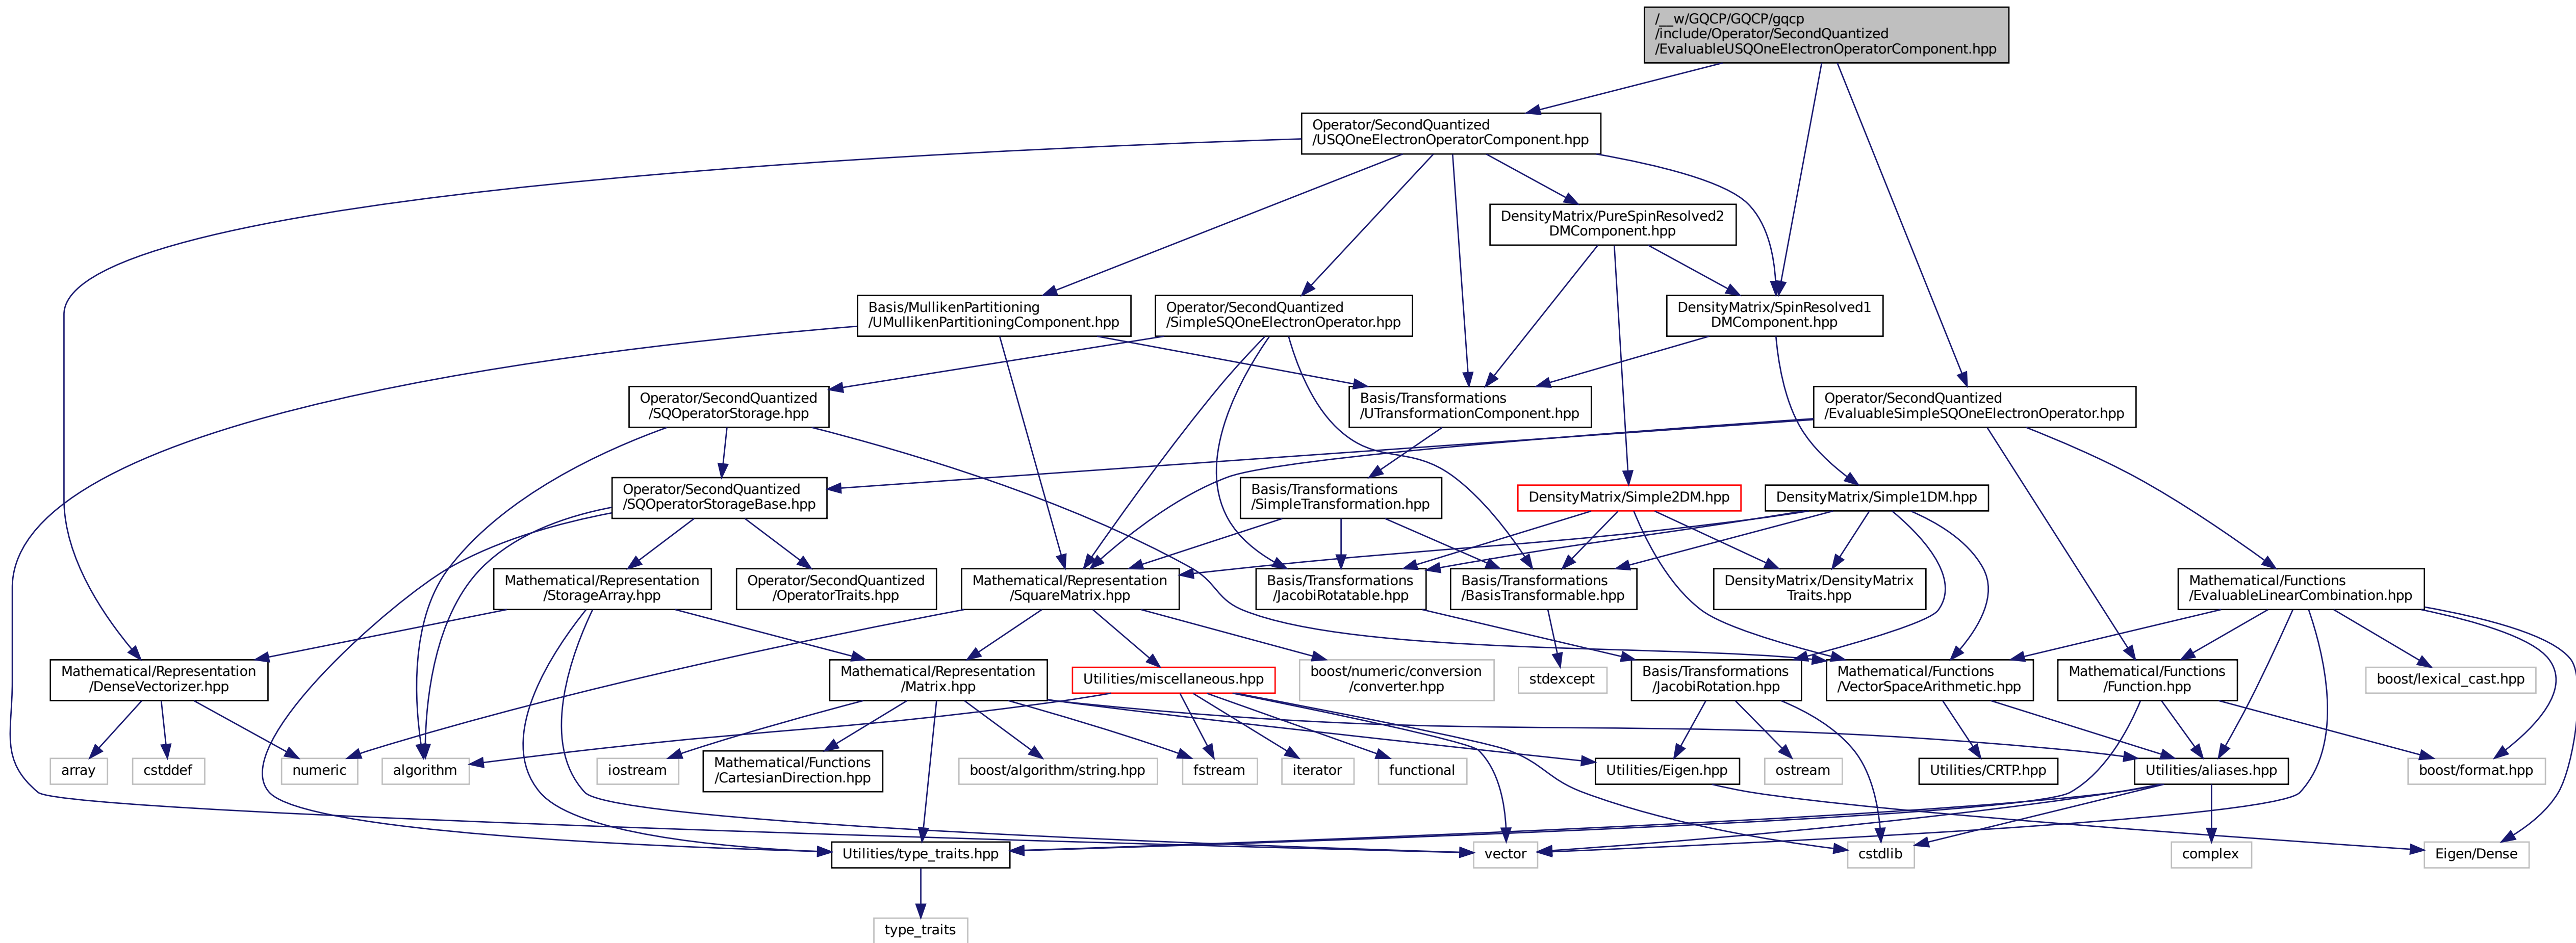 /__w/GQCP/GQCP/gqcp
/include/Operator/SecondQuantized
/EvaluableUSQOneElectronOperatorComponent.hpp
Operator/SecondQuantized
/USQOneElectronOperatorComponent.hpp
DensityMatrix/PureSpinResolved2
DMComponent.hpp
Basis/MullikenPartitioning
/UMullikenPartitioningComponent.hpp
Operator/SecondQuantized
/SimpleSQOneElectronOperator.hpp
DensityMatrix/SpinResolved1
DMComponent.hpp
Operator/SecondQuantized
/SQOperatorStorage.hpp
Basis/Transformations
/UTransformationComponent.hpp
Operator/SecondQuantized
/EvaluableSimpleSQOneElectronOperator.hpp
Operator/SecondQuantized
/SQOperatorStorageBase.hpp
Basis/Transformations
/SimpleTransformation.hpp
DensityMatrix/Simple2DM.hpp
DensityMatrix/Simple1DM.hpp
Mathematical/Representation
/StorageArray.hpp
Operator/SecondQuantized
/OperatorTraits.hpp
Mathematical/Representation
/SquareMatrix.hpp
Basis/Transformations
/JacobiRotatable.hpp
Basis/Transformations
/BasisTransformable.hpp
DensityMatrix/DensityMatrix
Traits.hpp
Mathematical/Functions
/EvaluableLinearCombination.hpp
Mathematical/Representation
/DenseVectorizer.hpp
Mathematical/Representation
/Matrix.hpp
Utilities/miscellaneous.hpp
boost/numeric/conversion
/converter.hpp
stdexcept
Basis/Transformations
/JacobiRotation.hpp
Mathematical/Functions
/VectorSpaceArithmetic.hpp
Mathematical/Functions
/Function.hpp
boost/lexical_cast.hpp
array
cstddef
numeric
algorithm
iostream
Mathematical/Functions
/CartesianDirection.hpp
boost/algorithm/string.hpp
fstream
iterator
functional
Utilities/Eigen.hpp
ostream
Utilities/CRTP.hpp
Utilities/aliases.hpp
boost/format.hpp
Utilities/type_traits.hpp
vector
cstdlib
complex
Eigen/Dense
type_traits